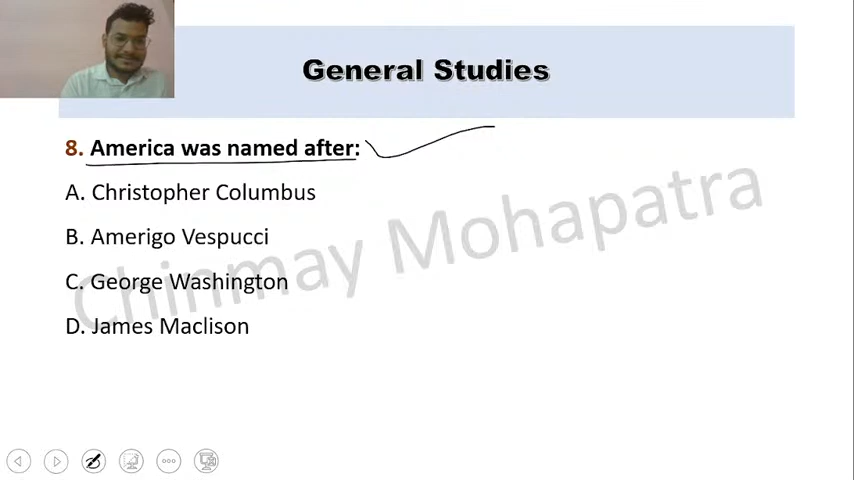 General Studies
8. America was named after:
A. Christopher Columbus
B. Amerigo Vespucci
C. George Washington
D. James Maclison
Chinmay Mohapatra